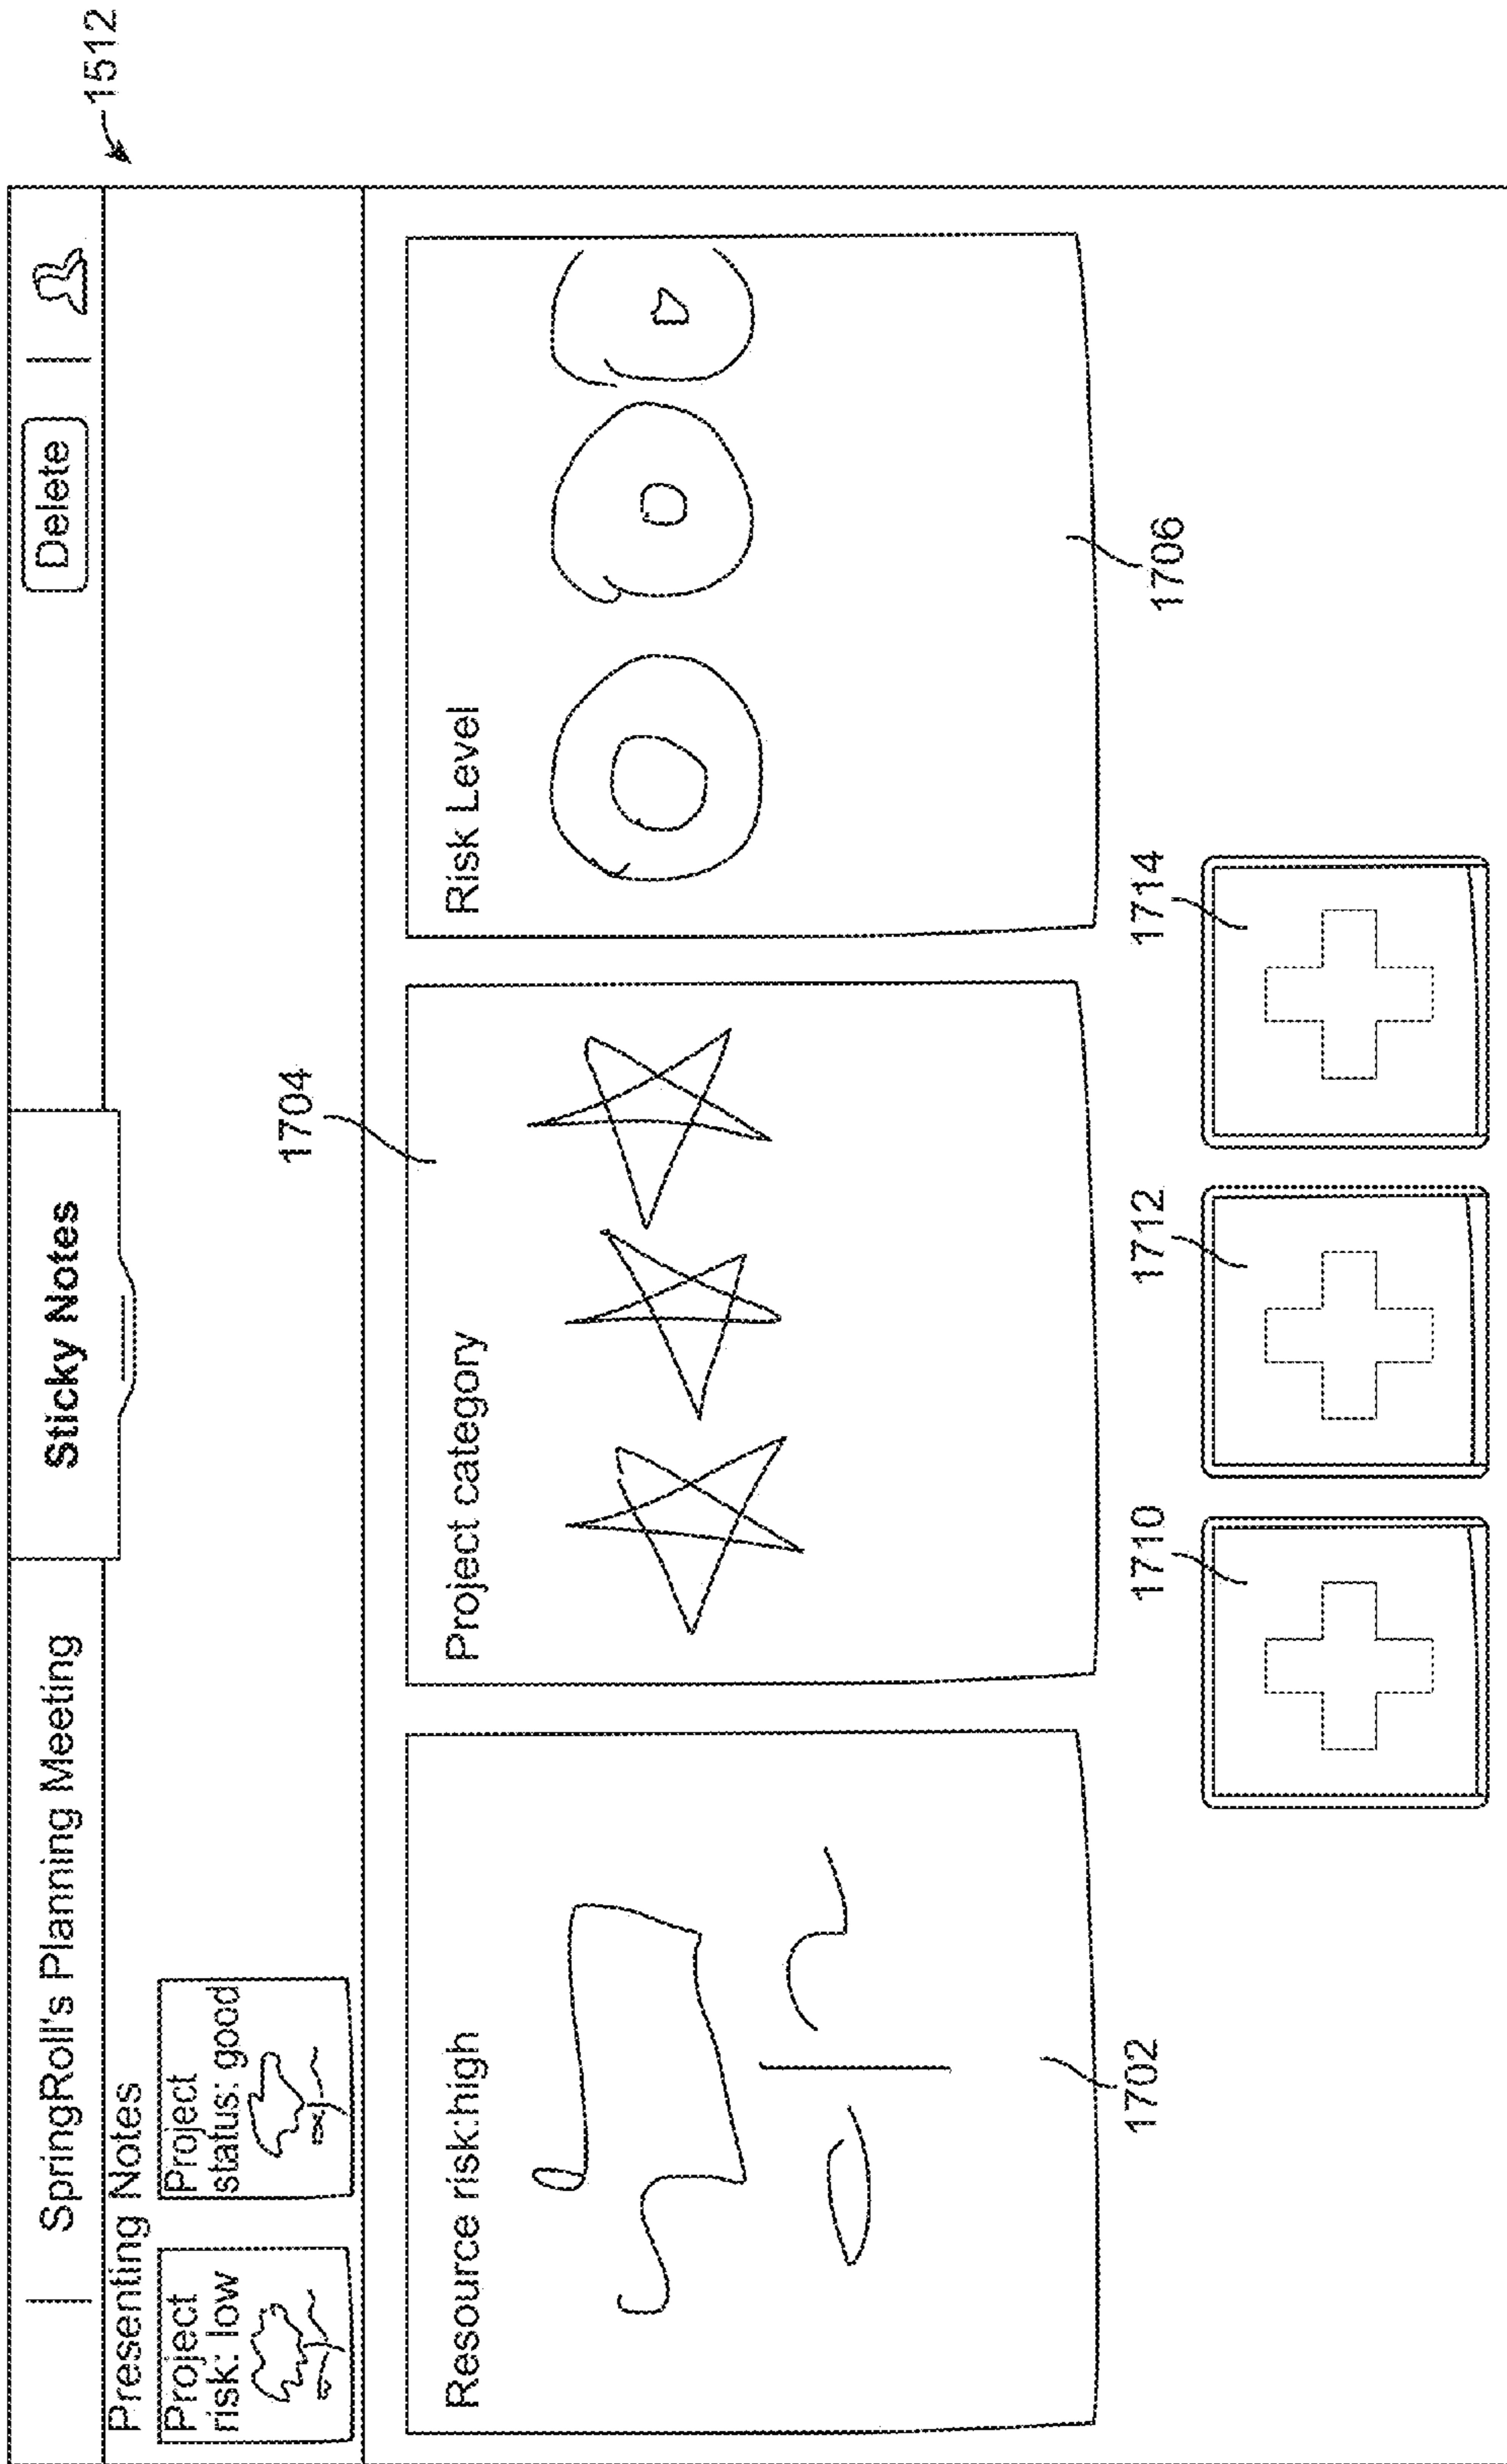 SpringRoll's Planning Meeting
Sticky Notes
Delete
1512
Presenting Notes
Project
risk: low
Project
status: good
1704
Resource risk:high
Project category
Risk Level
1702
1706
1710
1712
1714